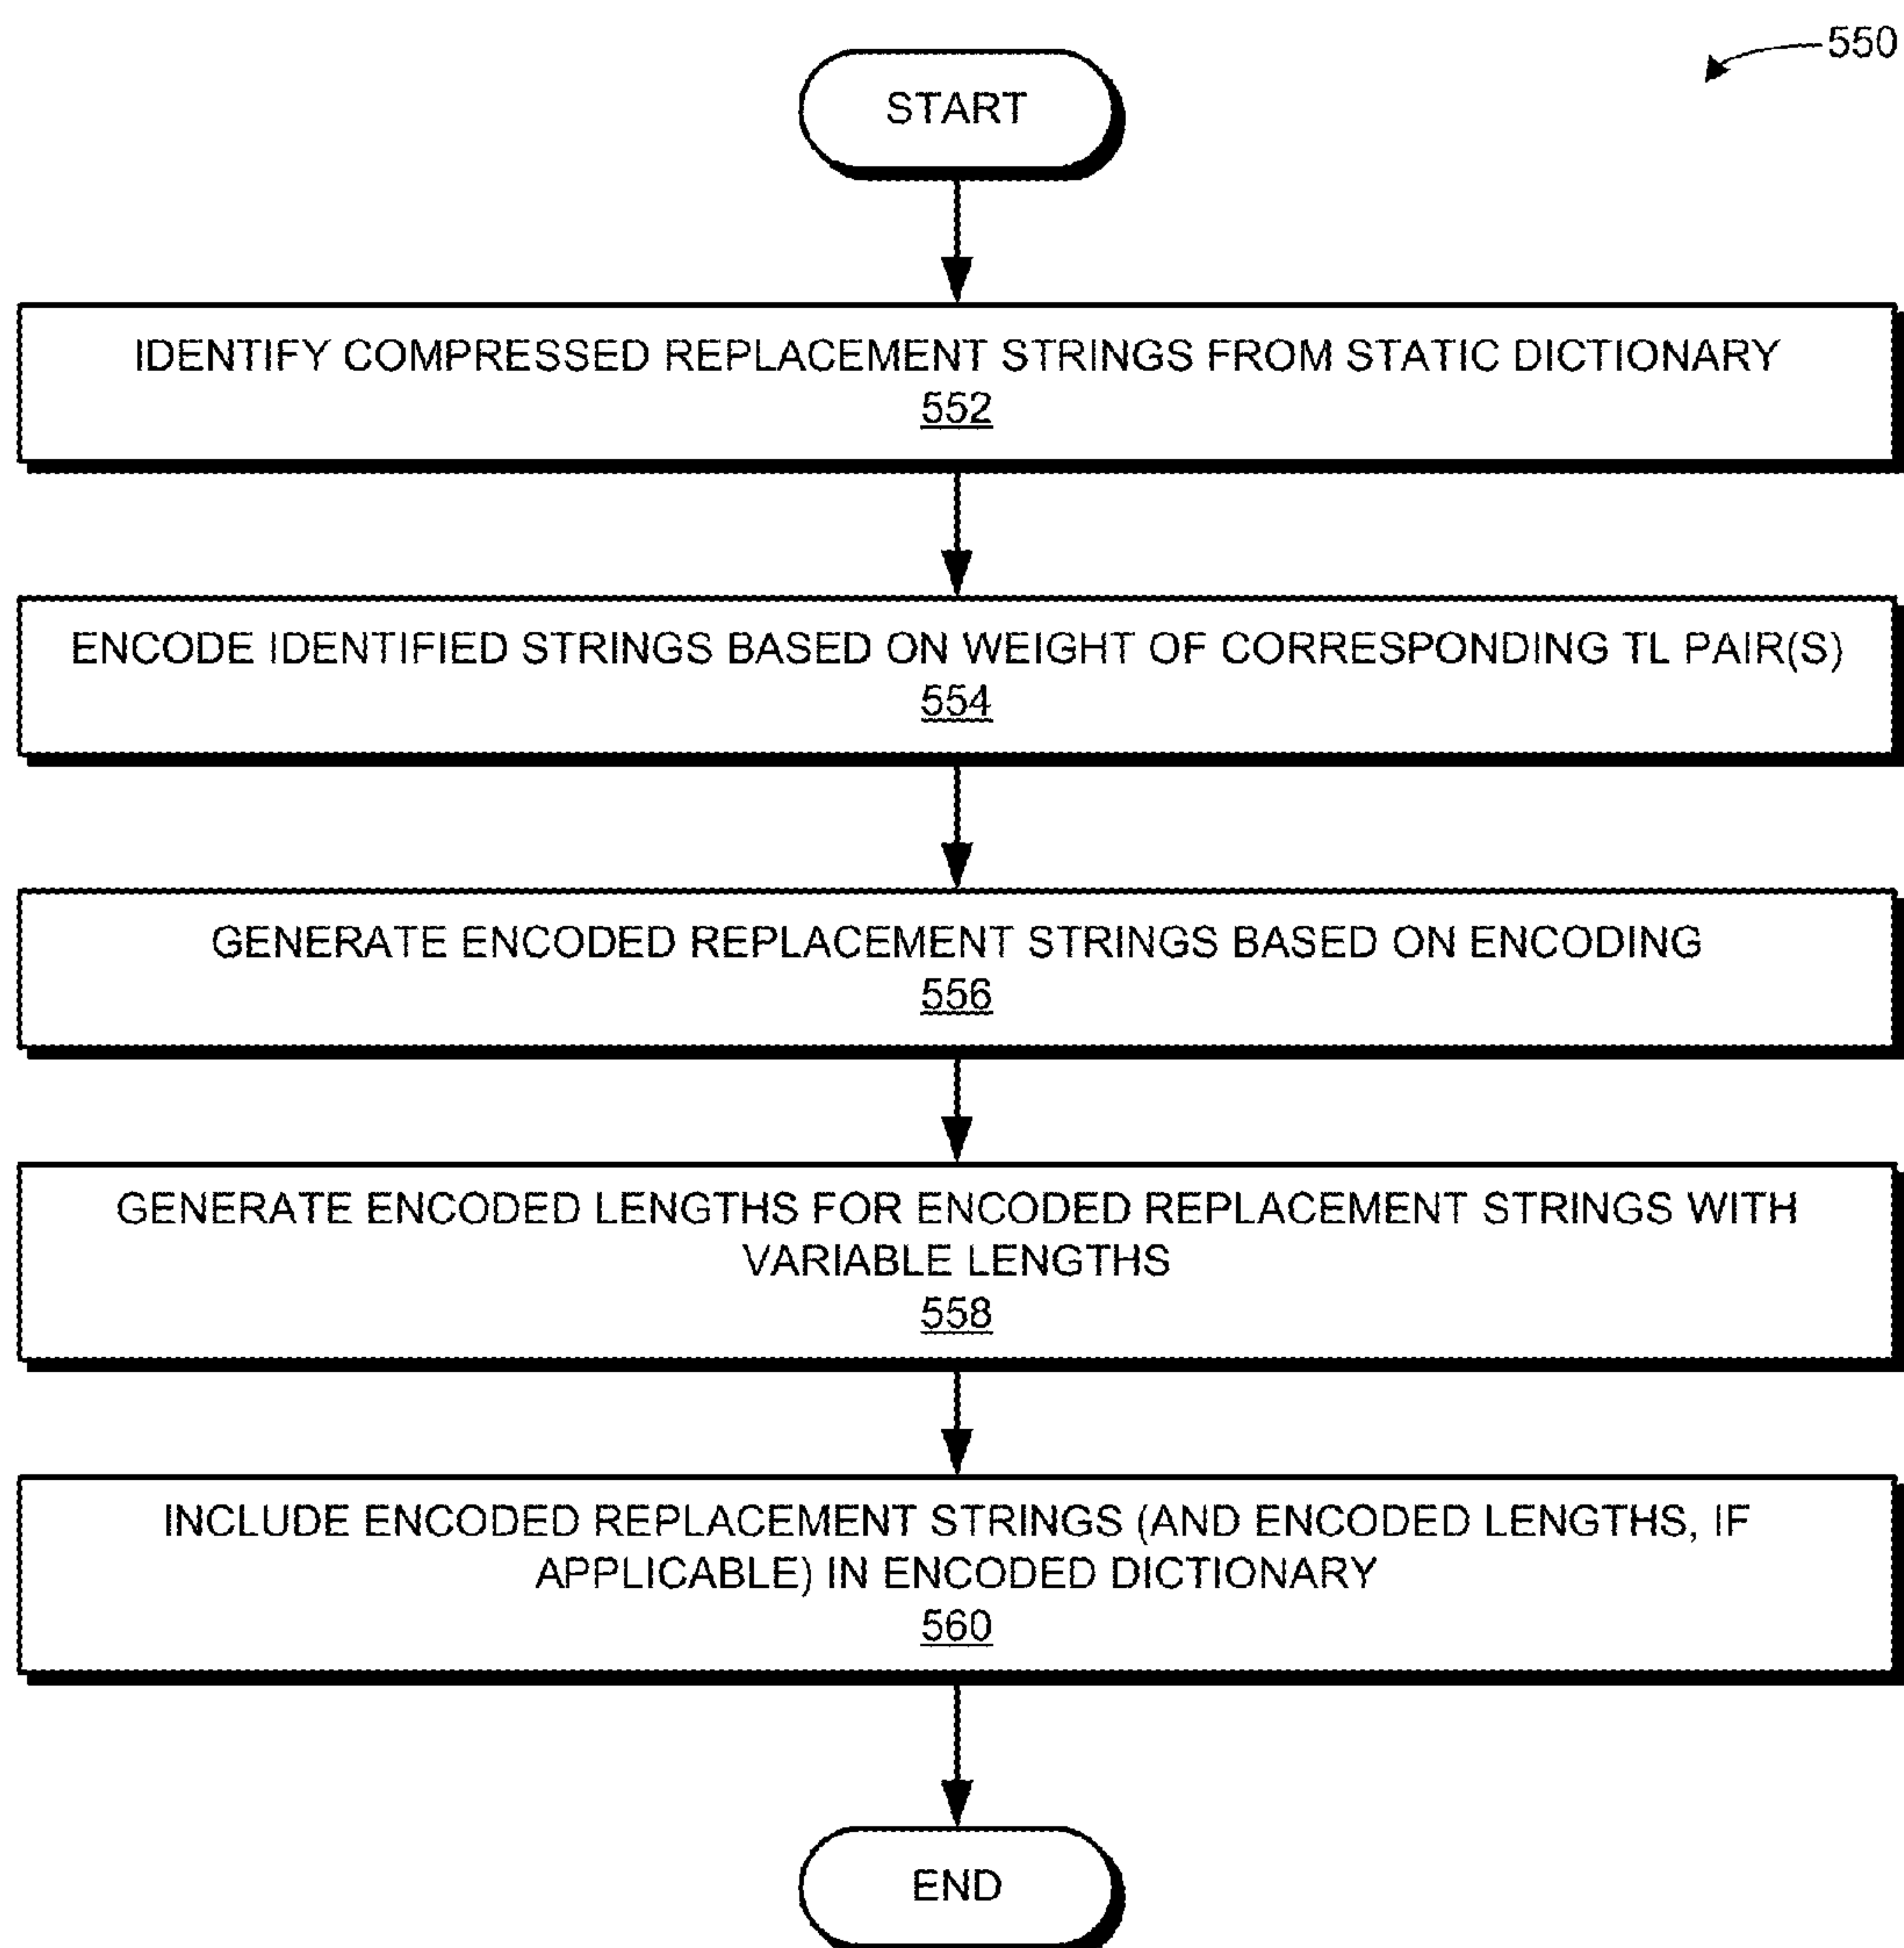 550
START
IDENTIFY COMPRESSED REPLACEMENT STRINGS FROM STATIC DICTIONARY
552
ENCODE IDENTIFIED STRINGS BASED ON WEIGHT OF CORRESPONDING TL PAIR(S)
554
GENERATE ENCODED REPLACEMENT STRINGS BASED ON ENCODING
556
GENERATE ENCODED LENGTHS FOR ENCODED REPLACEMENT STRINGS WITH
VARIABLE LENGTHS
558
INCLUDE ENCODED REPLACEMENT STRINGS (AND ENCODED LENGTHS, IF
APPLICABLE) IN ENCODED DICTIONARY
560
END